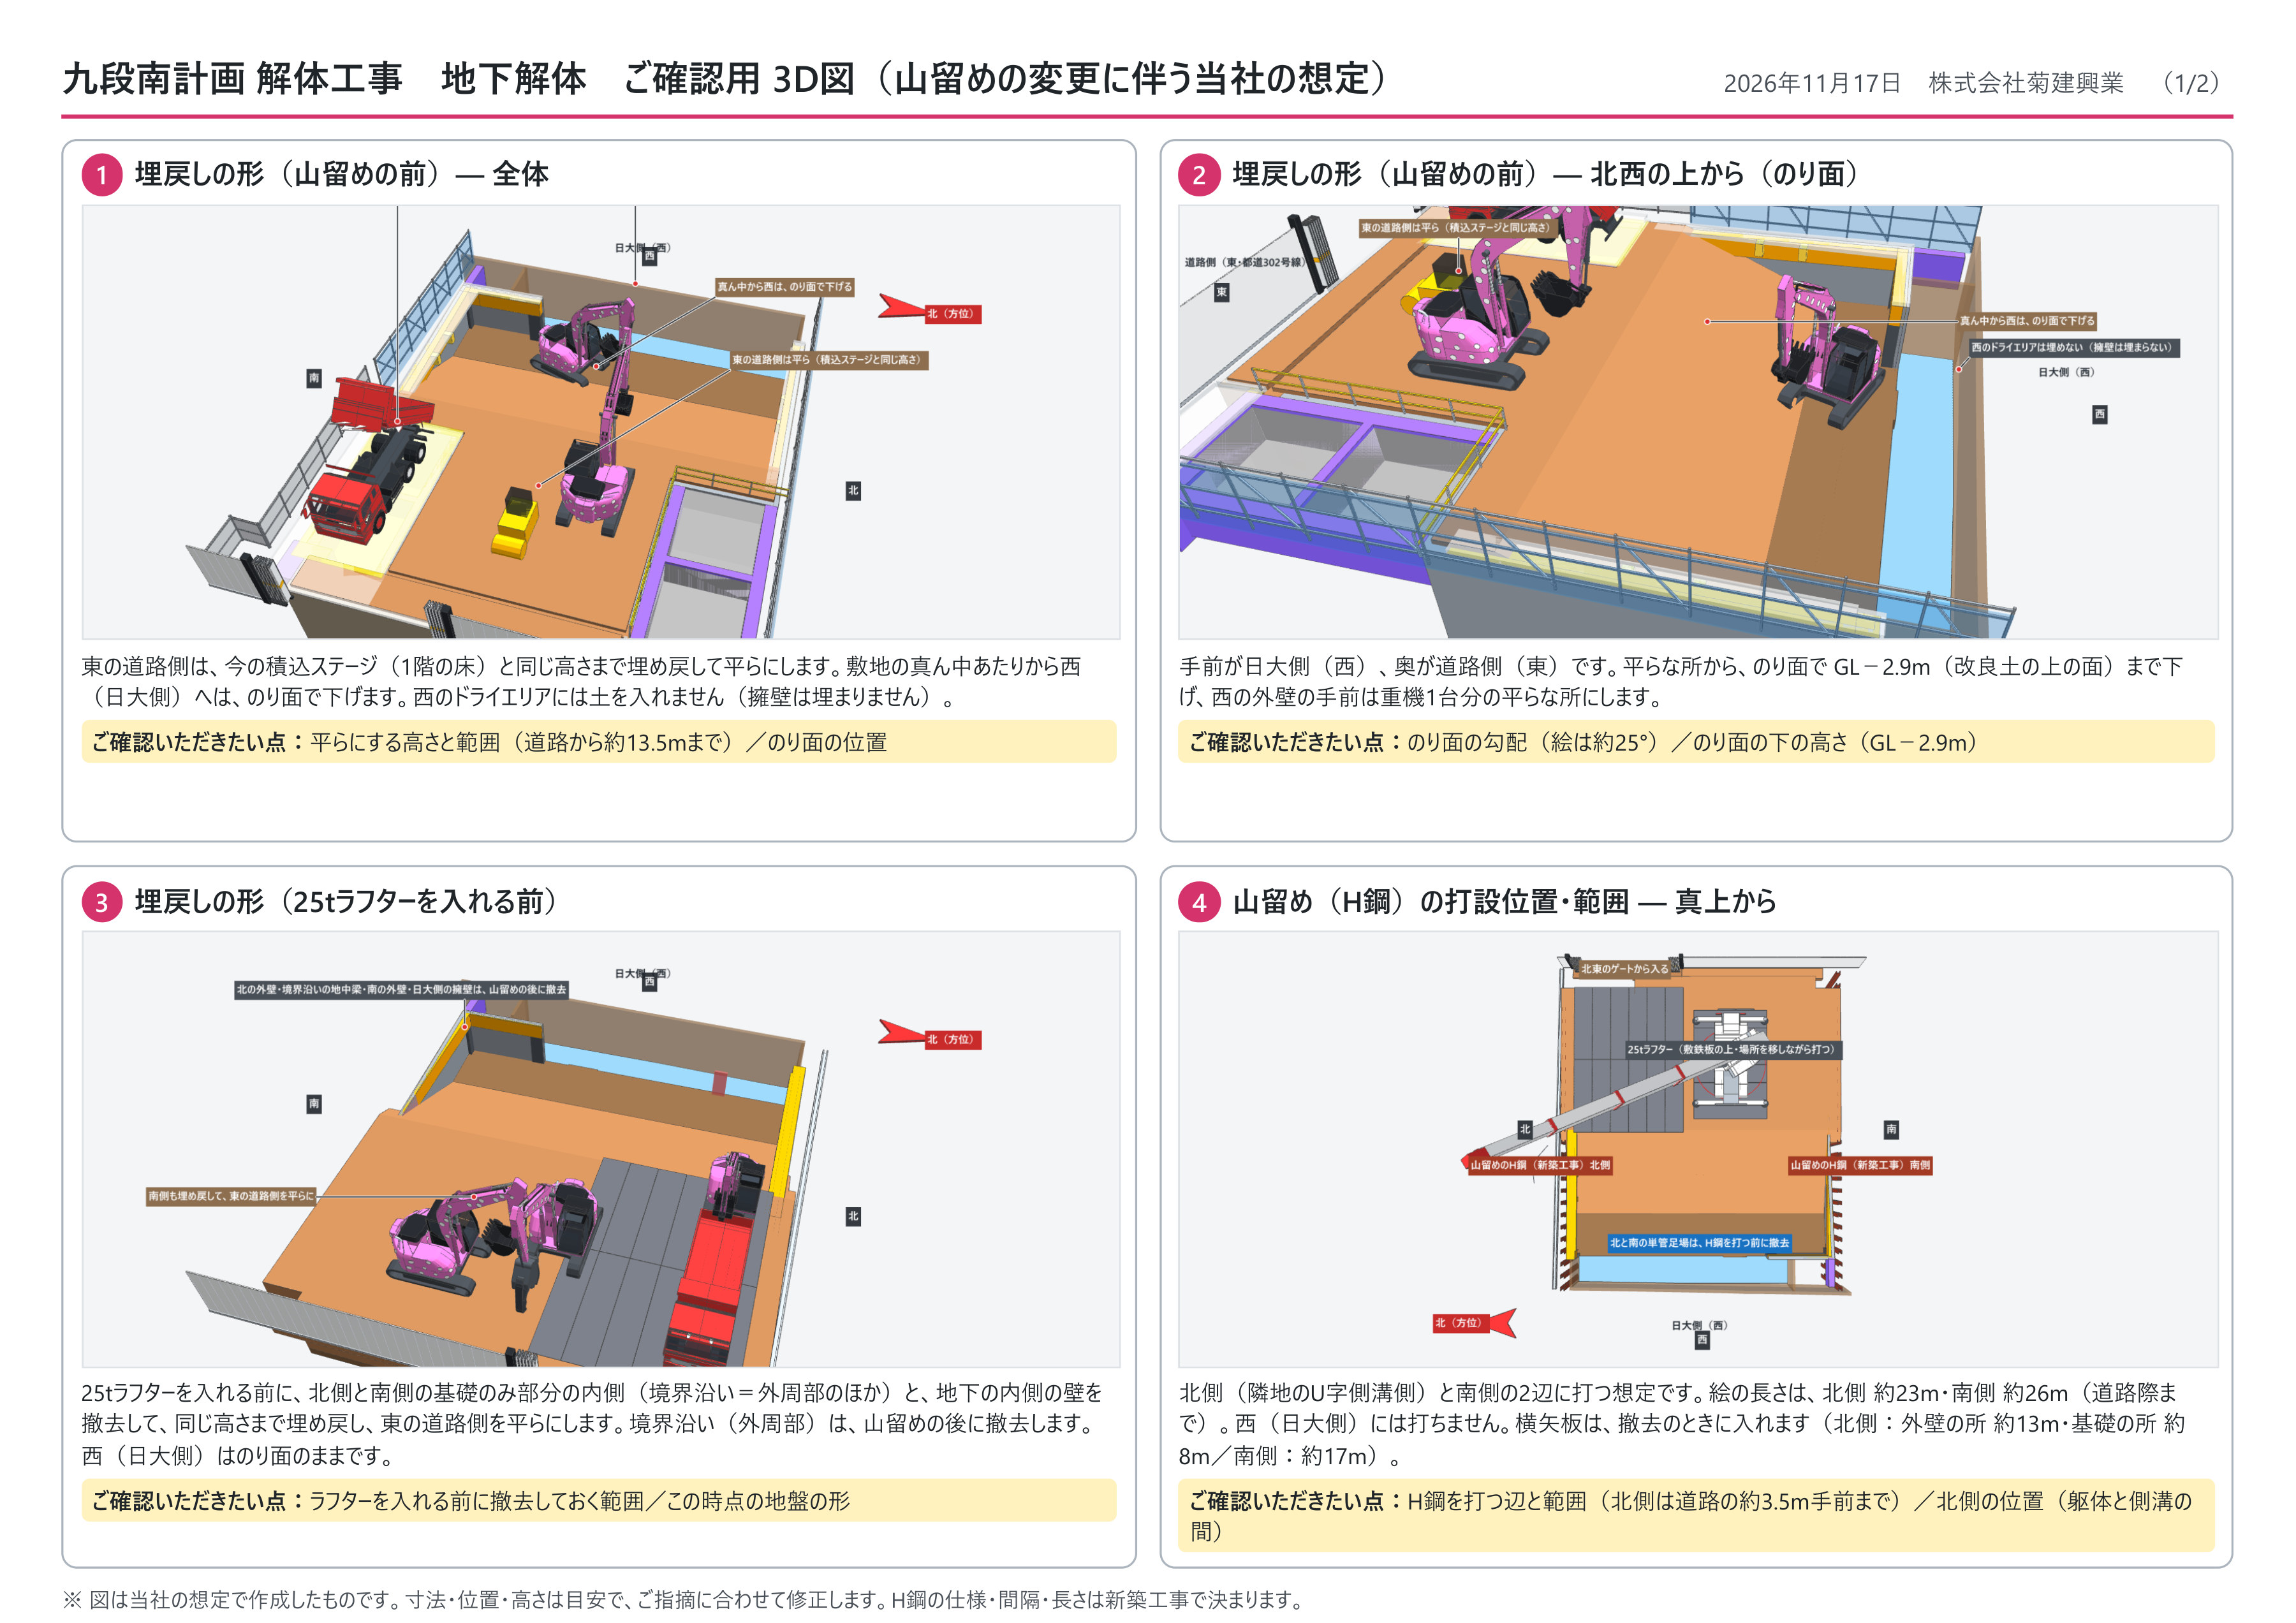 九段南計画 解体工事　地下解体　ご確認用 3D図（山留めの変更に伴う当社の想定）
2026年11月17日　株式会社菊建興業　（1/2）
1 埋戻しの形（山留めの前）— 全体
日大側（西）
西
真ん中から西は、のり面で下げる
北（方位）
東の道路側は平ら（積込ステージと同じ高さ）
南
北
東の道路側は、今の積込ステージ（1階の床）と同じ高さまで埋め戻して平らにします。敷地の真ん中あたりから西
（日大側）へは、のり面で下げます。西のドライエリアには土を入れません（擁壁は埋まりません）。
ご確認いただきたい点：平らにする高さと範囲（道路から約13.5mまで）／のり面の位置
2 埋戻しの形（山留めの前）— 北西の上から（のり面）
東の道路側は平ら（積込ステージと同じ高さ）
道路側（東・都道302号線）
東
真ん中から西は、のり面で下げる
西のドライエリアは埋めない（擁壁は埋まらない）
日大側（西）
西
手前が日大側（西）、奥が道路側（東）です。平らな所から、のり面で GL－2.9m（改良土の上の面）まで下
げ、西の外壁の手前は重機1台分の平らな所にします。
ご確認いただきたい点：のり面の勾配（絵は約25°）／のり面の下の高さ（GL－2.9m）
3 埋戻しの形（25tラフターを入れる前）
日大側（西）
西
北の外壁・境界沿いの地中梁・南の外壁・日大側の擁壁は、山留めの後に撤去
北（方位）
南
南側も埋め戻して、東の道路側を平らに
北
25tラフターを入れる前に、北側と南側の基礎のみ部分の内側（境界沿い＝外周部のほか）と、地下の内側の壁を
撤去して、同じ高さまで埋め戻し、東の道路側を平らにします。境界沿い（外周部）は、山留めの後に撤去します。
西（日大側）はのり面のままです。
ご確認いただきたい点：ラフターを入れる前に撤去しておく範囲／この時点の地盤の形
4 山留め（H鋼）の打設位置・範囲 — 真上から
北東のゲートから入る
25tラフター（敷鉄板の上・場所を移しながら打つ）
北
南
山留めのH鋼（新築工事）北側
山留めのH鋼（新築工事）南側
北と南の単管足場は、H鋼を打つ前に撤去
北（方位）
日大側（西）
西
北側（隣地のU字側溝側）と南側の2辺に打つ想定です。絵の長さは、北側 約23m・南側 約26m（道路際ま
で）。西（日大側）には打ちません。横矢板は、撤去のときに入れます（北側：外壁の所 約13m・基礎の所 約
8m／南側：約17m）。
ご確認いただきたい点：H鋼を打つ辺と範囲（北側は道路の約3.5m手前まで）／北側の位置（躯体と側溝の
間）
※ 図は当社の想定で作成したものです。寸法・位置・高さは目安で、ご指摘に合わせて修正します。H鋼の仕様・間隔・長さは新築工事で決まります。